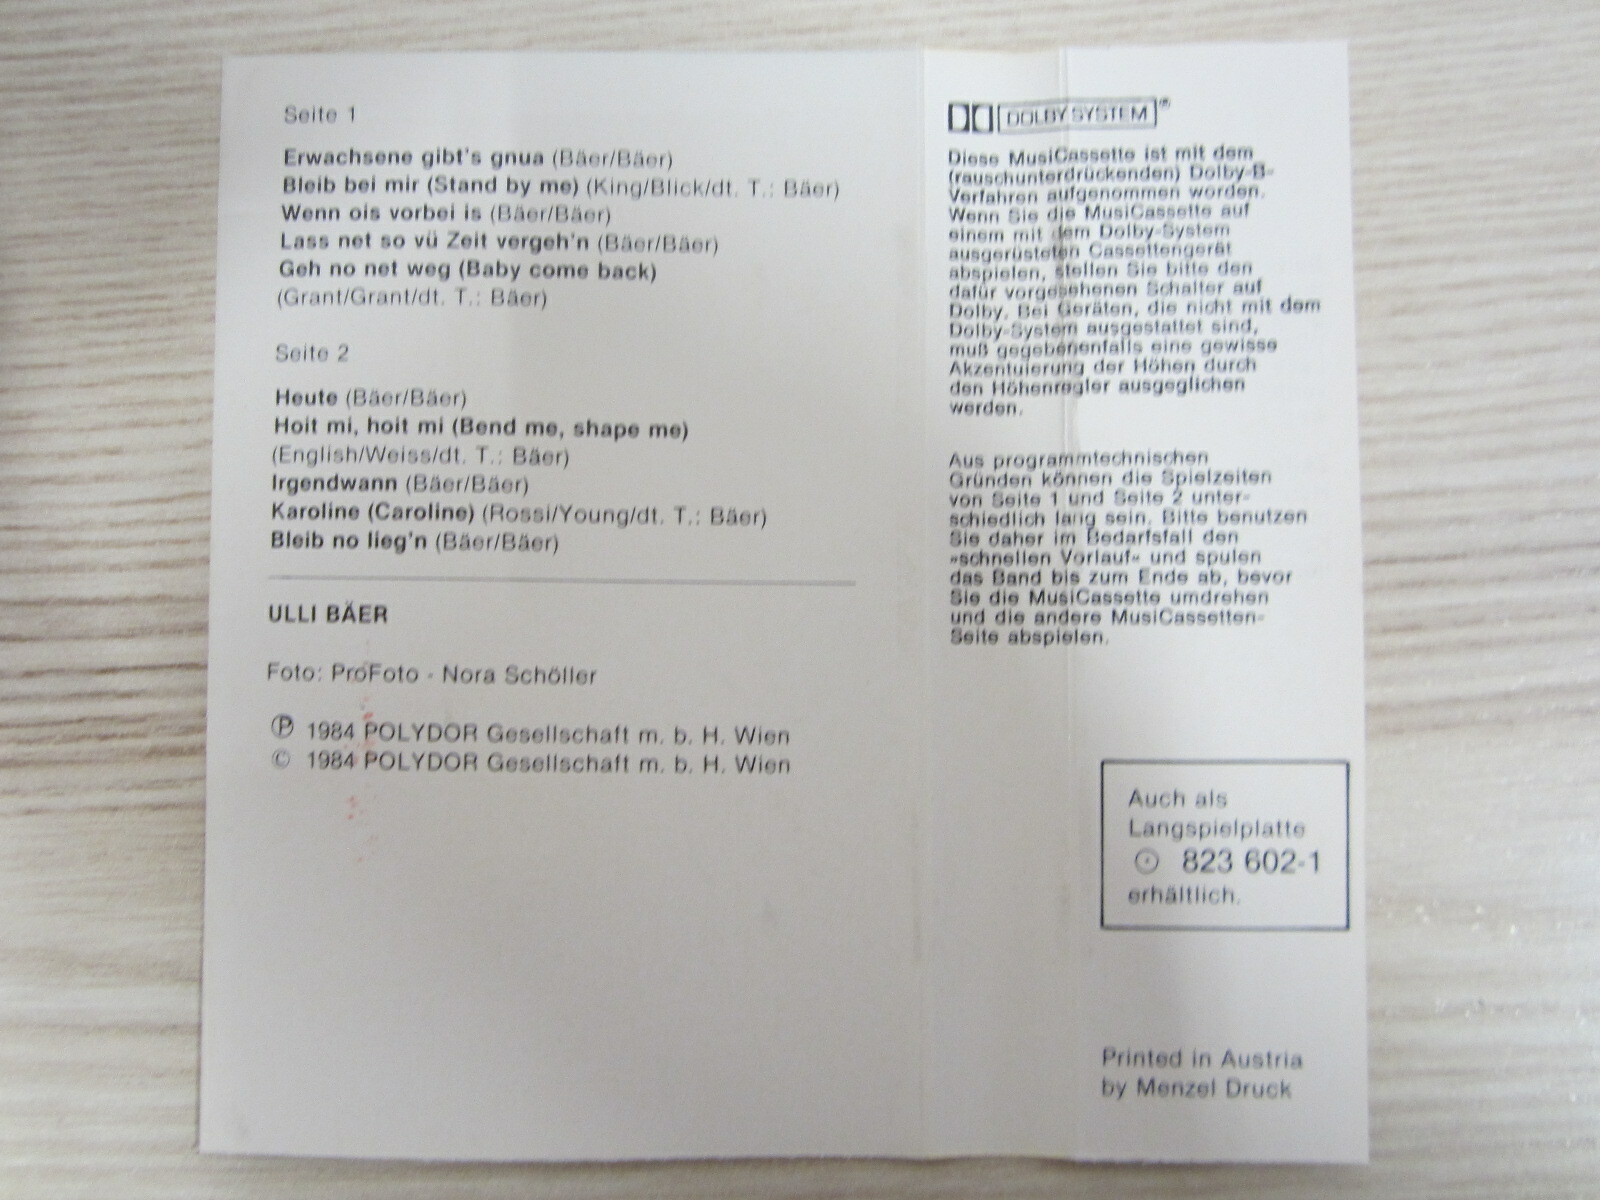 Seite 1
Erwachsene gibt's gnua (Bäer/Bäer)
Bleib bei mir (Stand by me) (King/Blick/dt. T.: Bäer)
Wenn ois vorbei is (Bäer/Bäer)
Lass net so vü Zeit vergeh'n (Bäer/Bäer)
Geh no net weg (Baby come back)
(Grant/Grant/dt. T.: Bäer)
Seite 2
Heute (Bäer/Bäer)
Hoit mi, hoit mi (Bend me, shape me)
(English/Weiss/dt. T.: Bäer)
Irgendwann (Bäer/Bäer)
Karoline (Caroline) (Rossi/Young/dt. T.: Bäer)
Bleib no lieg'n (Bäer/Bäer)
ULLI BÄER
Foto: ProFoto - Nora Schöller
Ⓟ 1984 POLYDOR Gesellschaft m. b. H. Wien
© 1984 POLYDOR Gesellschaft m. b. H. Wien
DOLBY SYSTEM®
Diese MusiCassette ist mit dem
(rauschunterdrückenden) Dolby-B-
Verfahren aufgenommen worden.
Wenn Sie die MusiCassette auf
einem mit dem Dolby-System
ausgerüsteten Cassettengerät
abspielen, stellen Sie bitte den
dafür vorgesehenen Schalter auf
Dolby. Bei Geräten, die nicht mit dem
Dolby-System ausgestattet sind,
muß gegebenenfalls eine gewisse
Akzentuierung der Höhen durch
den Höhenregler ausgeglichen
werden.
Aus programmtechnischen
Gründen können die Spielzeiten
von Seite 1 und Seite 2 unter-
schiedlich lang sein. Bitte benutzen
Sie daher im Bedarfsfall den
»schnellen Vorlauf« und spulen
das Band bis zum Ende ab, bevor
Sie die MusiCassette umdrehen
und die andere MusiCassetten-
Seite abspielen.
Auch als
Langspielplatte
823 602-1
erhältlich.
Printed in Austria
by Menzel Druck